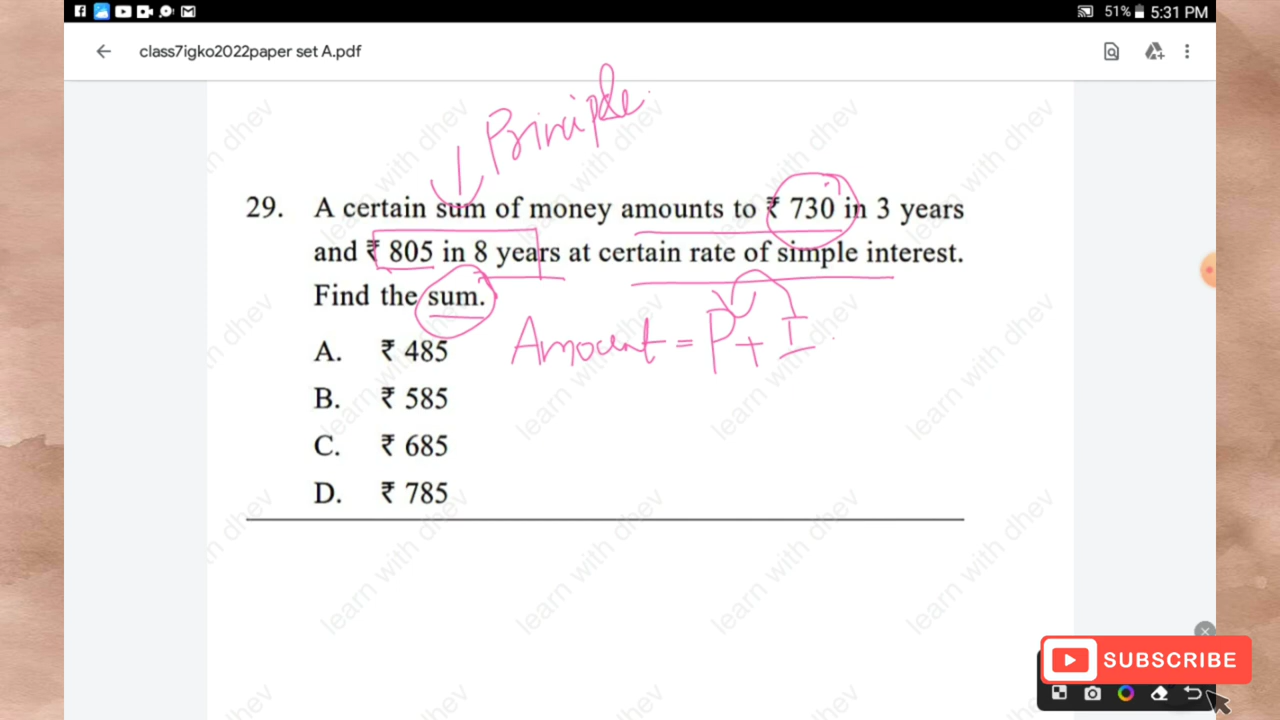 51% 5:31 PM
class7igko2022paper set A.pdf
Principle
29. A certain sum of money amounts to ₹ 730 in 3 years
and ₹ 805 in 8 years at certain rate of simple interest.
Find the sum.
Amount = P + I
A. ₹ 485
B. ₹ 585
C. ₹ 685
D. ₹ 785
learn with dhev
SUBSCRIBE